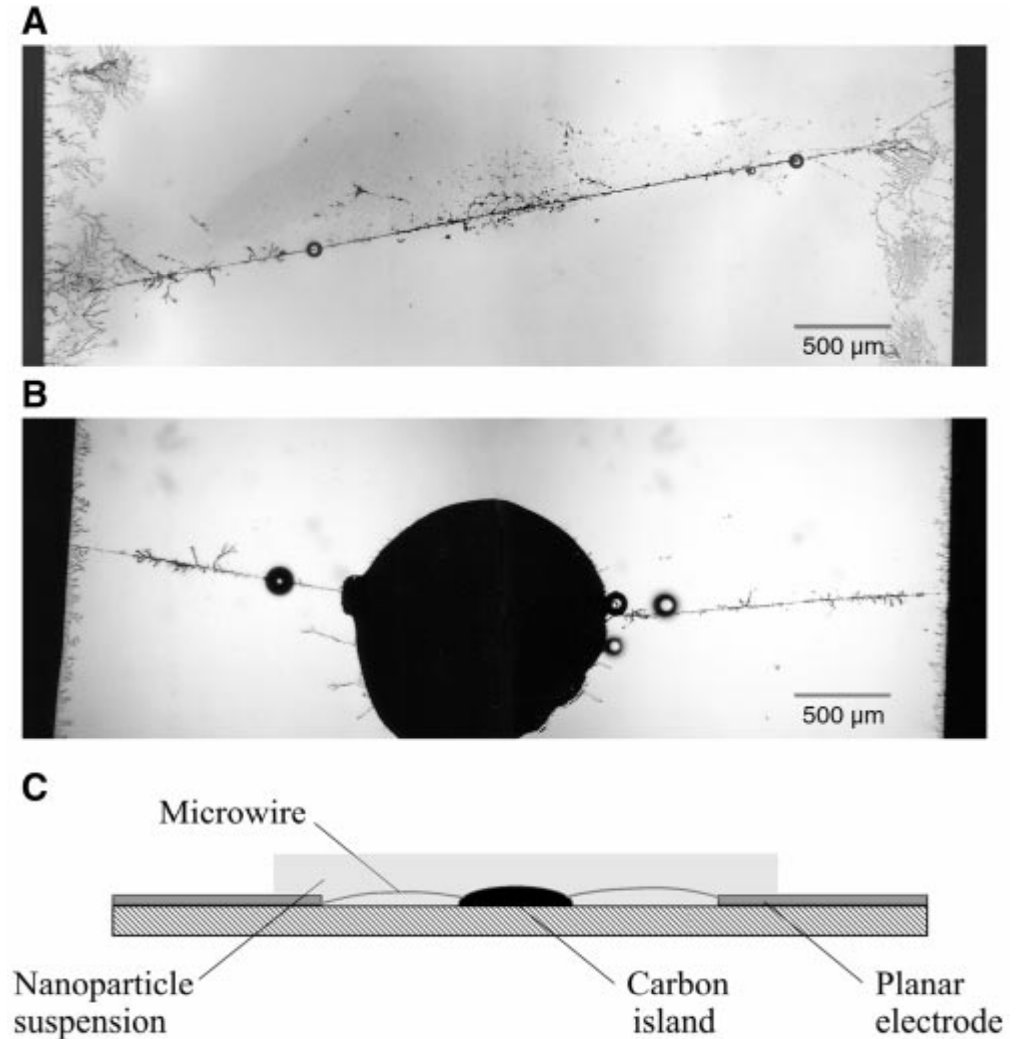 A
500 μm
B
500 μm
C
Microwire
Nanoparticle
suspension
Carbon
island
Planar
electrode